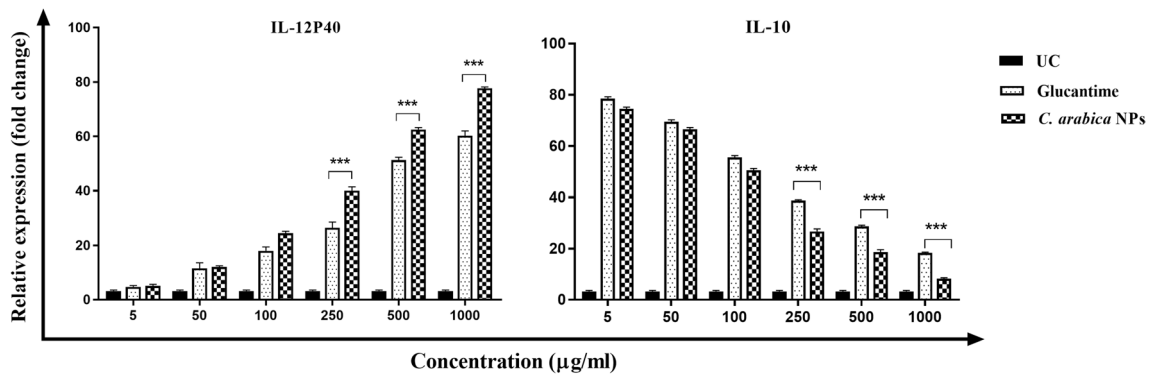 IL-12P40
IL-10
Relative expression (fold change)
100
80
60
40
20
0
***
***
***
5 50 100 250 500 1000
100
80
60
40
20
0
***
***
***
5 50 100 250 500 1000
UC
Glucantime
C. arabica NPs
Concentration (µg/ml)